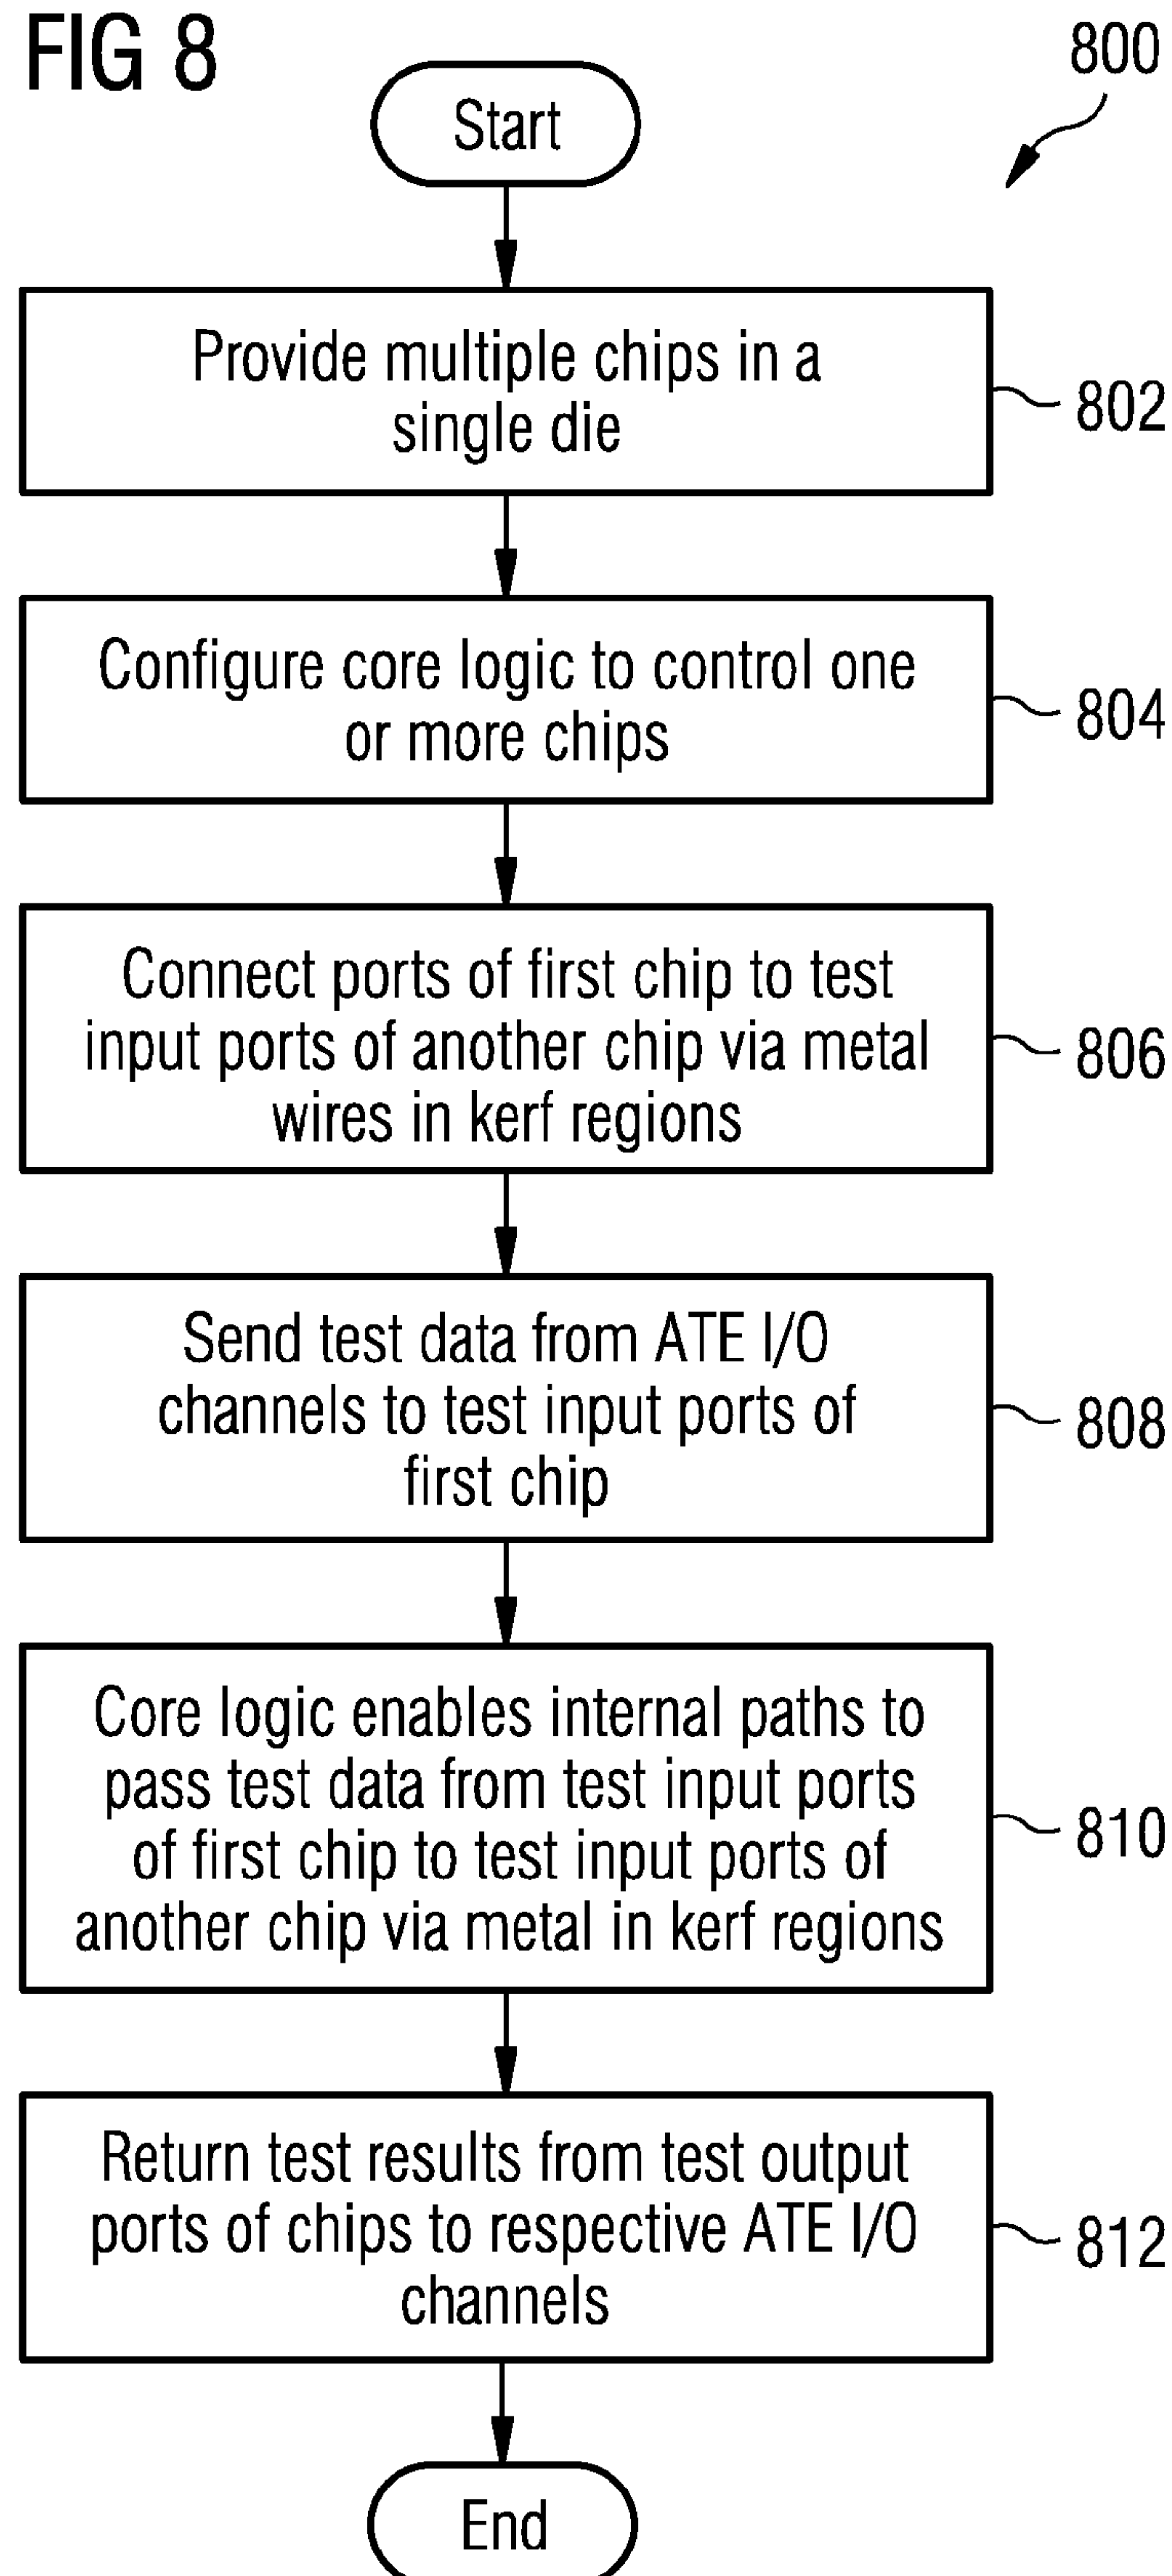 FIG 8
800
Start
Provide multiple chips in a
single die
802
Configure core logic to control one
or more chips
804
Connect ports of first chip to test
input ports of another chip via metal
wires in kerf regions
806
Send test data from ATE I/O
channels to test input ports of
first chip
808
Core logic enables internal paths to
pass test data from test input ports
of first chip to test input ports of
another chip via metal in kerf regions
810
Return test results from test output
ports of chips to respective ATE I/O
channels
812
End